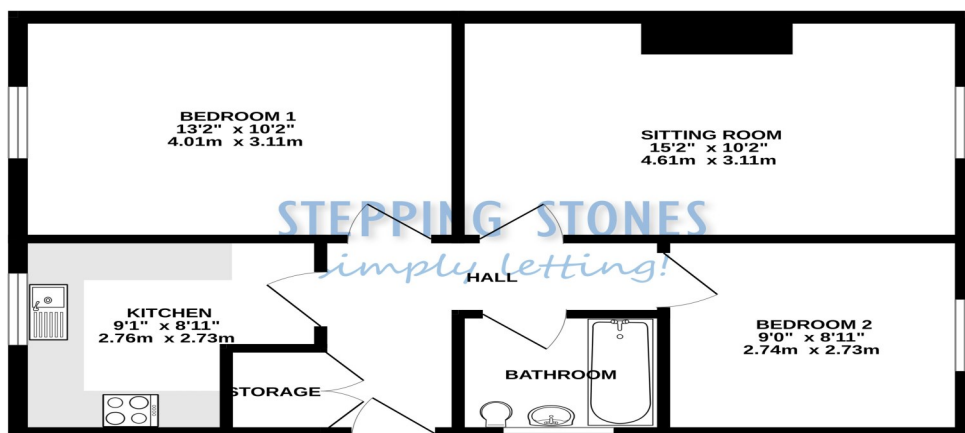 BEDROOM 1
13'2" x 10'2"
4.01m x 3.11m
SITTING ROOM
15'2" x 10'2"
4.61m x 3.11m
STEPPING STONES
simply letting!
HALL
KITCHEN
9'1" x 8'11"
2.76m x 2.73m
BEDROOM 2
9'0" x 8'11"
2.74m x 2.73m
BATHROOM
STORAGE